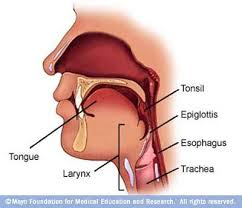 Tonsil
Epiglottis
Esophagus
Trachea
Tongue
Larynx
© Mayo Foundation for Medical Education and Research. All rights reserved.